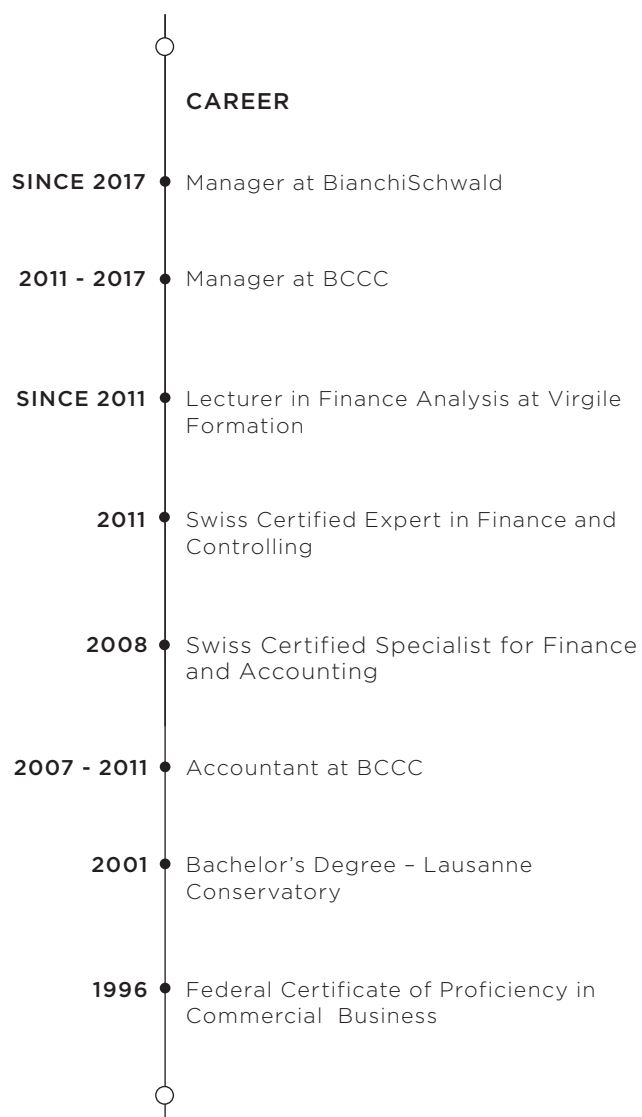 CAREER
SINCE 2017 Manager at BianchiSchwald
2011 - 2017 Manager at BCCC
SINCE 2011 Lecturer in Finance Analysis at Virgile
Formation
2011 Swiss Certified Expert in Finance and
Controlling
2008 Swiss Certified Specialist for Finance
and Accounting
2007 - 2011 Accountant at BCCC
2001 Bachelor’s Degree – Lausanne
Conservatory
1996 Federal Certificate of Proficiency in
Commercial  Business